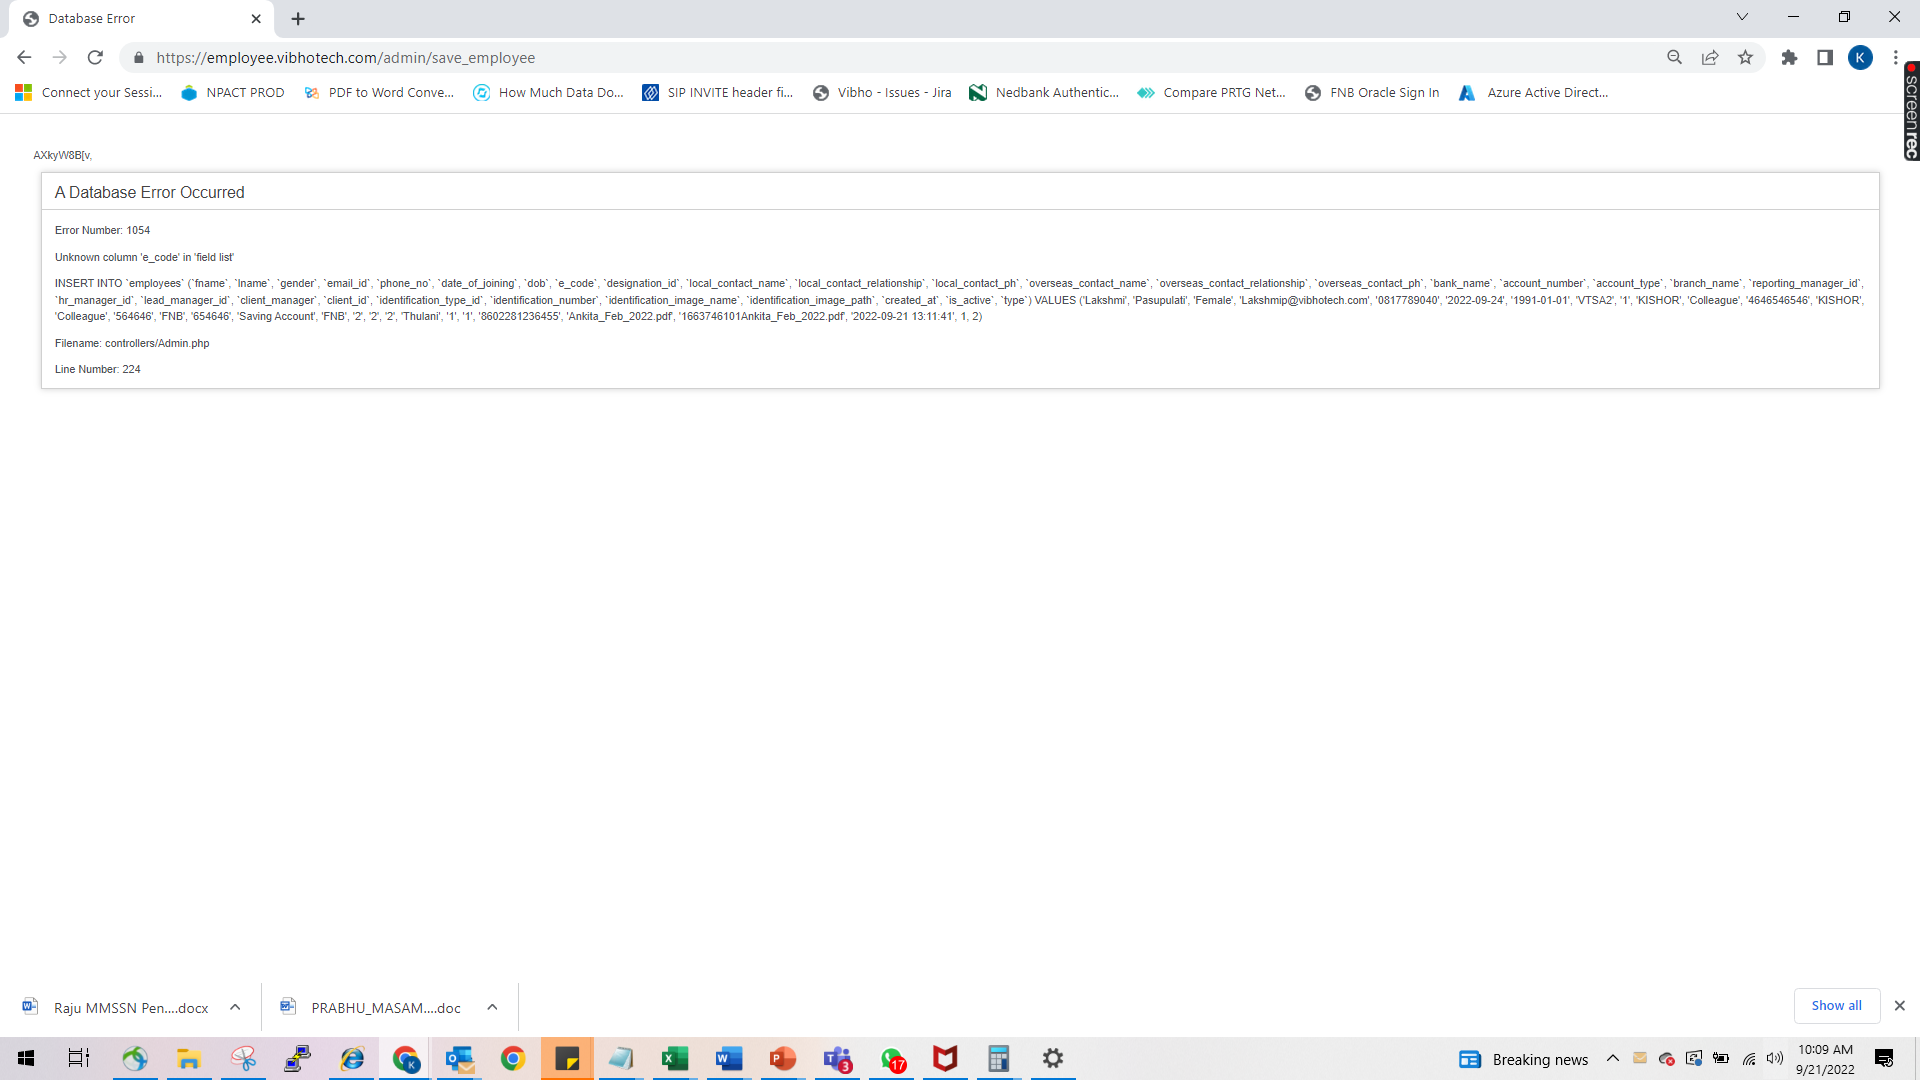 Database Error
https://employee.vibhotech.com/admin/save_employee
K
Connect your Sessi...
NPACT PROD
PDF to Word Conve...
How Much Data Do...
SIP INVITE header fi...
Vibho - Issues - Jira
Nedbank Authentic...
Compare PRTG Net...
FNB Oracle Sign In
Azure Active Direct...
screenrec
AXkyW8B[v,
A Database Error Occurred
Error Number: 1054
Unknown column 'e_code' in 'field list'
INSERT INTO `employees` (`fname`, `lname`, `gender`, `email_id`, `phone_no`, `date_of_joining`, `dob`, `e_code`, `designation_id`, `local_contact_name`, `local_contact_relationship`, `local_contact_ph`, `overseas_contact_name`, `overseas_contact_relationship`, `overseas_contact_ph`, `bank_name`, `account_number`, `account_type`, `branch_name`, `reporting_manager_id`,
`hr_manager_id`, `lead_manager_id`, `client_manager`, `client_id`, `identification_type_id`, `identification_number`, `identification_image_name`, `identification_image_path`, `created_at`, `is_active`, `type`) VALUES ('Lakshmi', 'Pasupulati', 'Female', 'Lakshmip@vibhotech.com', '0817789040', '2022-09-24', '1991-01-01', 'VTSA2', '1', 'KISHOR', 'Colleague', '4646546546', 'KISHOR',
'Colleague', '564646', 'FNB', '654646', 'Saving Account', 'FNB', '2', '2', '2', 'Thulani', '1', '1', '8602281236455', 'Ankita_Feb_2022.pdf', '1663746101Ankita_Feb_2022.pdf', '2022-09-21 13:11:41', 1, 2)
Filename: controllers/Admin.php
Line Number: 224
Raju MMSSN Pen....docx
PRABHU_MASAM....doc
Show all
K
3
17
Breaking news
10:09 AM
9/21/2022